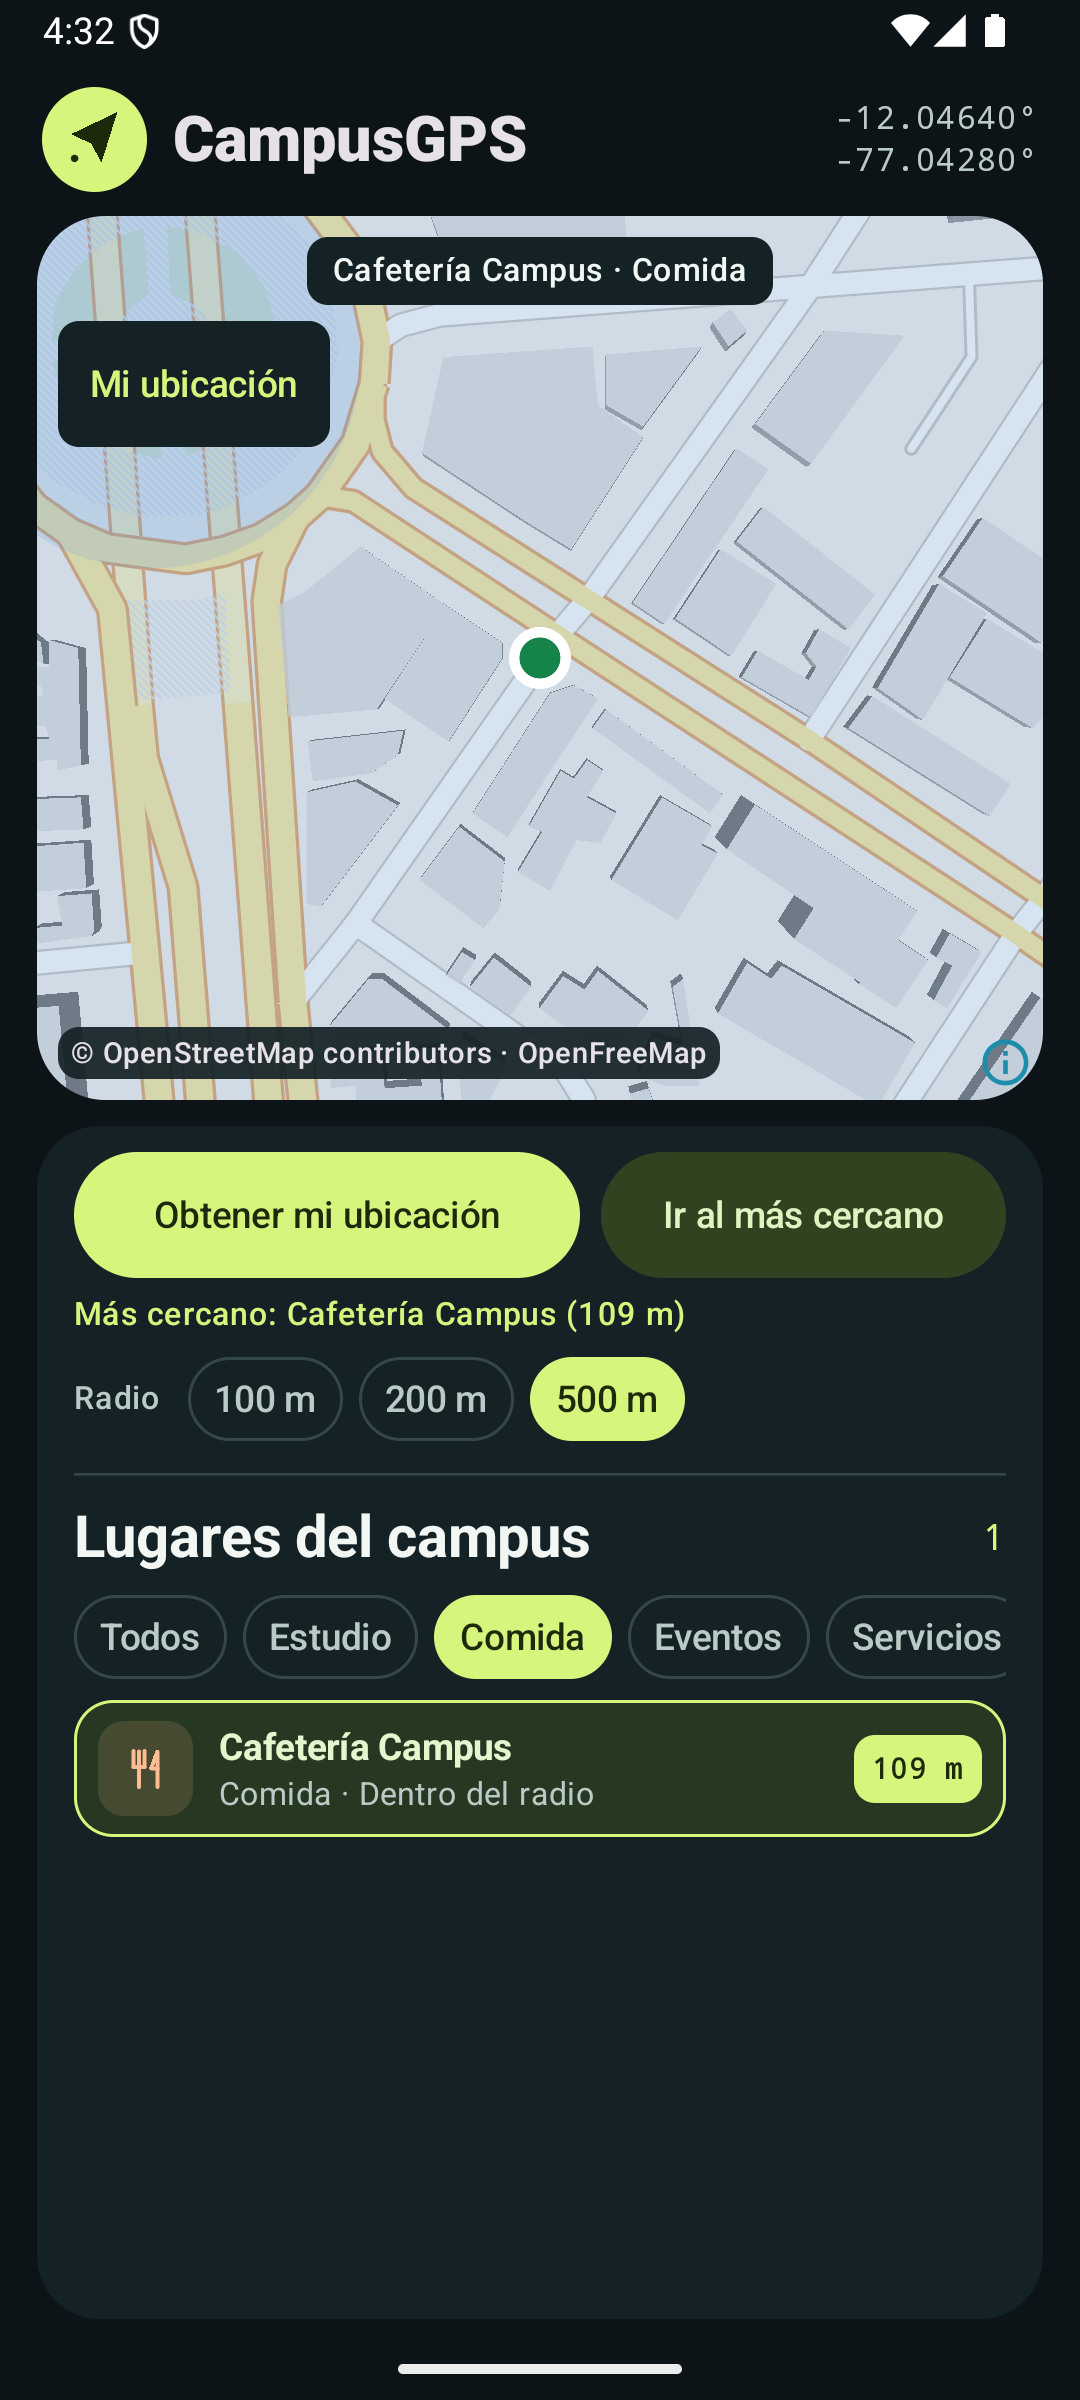 4:32
CampusGPS
-12.04640°
-77.04280°
Cafetería Campus · Comida
Mi ubicación
© OpenStreetMap contributors · OpenFreeMap
Obtener mi ubicación
Ir al más cercano
Más cercano: Cafetería Campus (109 m)
Radio
100 m
200 m
500 m
Lugares del campus
1
Todos
Estudio
Comida
Eventos
Servicios
Cafetería Campus
Comida · Dentro del radio
109 m